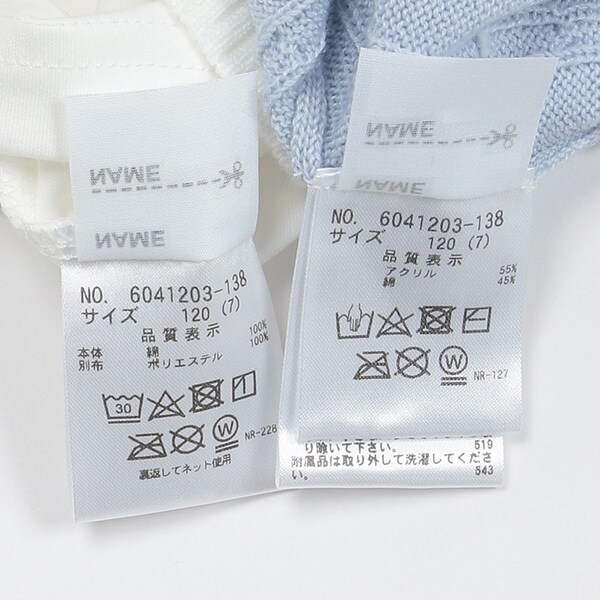 NAME
NAME
NO. 6041203-138
サイズ 120 (7)
品質表示
本体 綿 100%
別布 ポリエステル 100%
30
W
NR-228
裏返してネット使用
NAME
NAME
NO. 6041203-138
サイズ 120 (7)
品質表示
アクリル 55%
綿 45%
W
NR-127
り除いて下さい。 519
附属品は取り外して洗濯してくださ
い。 543